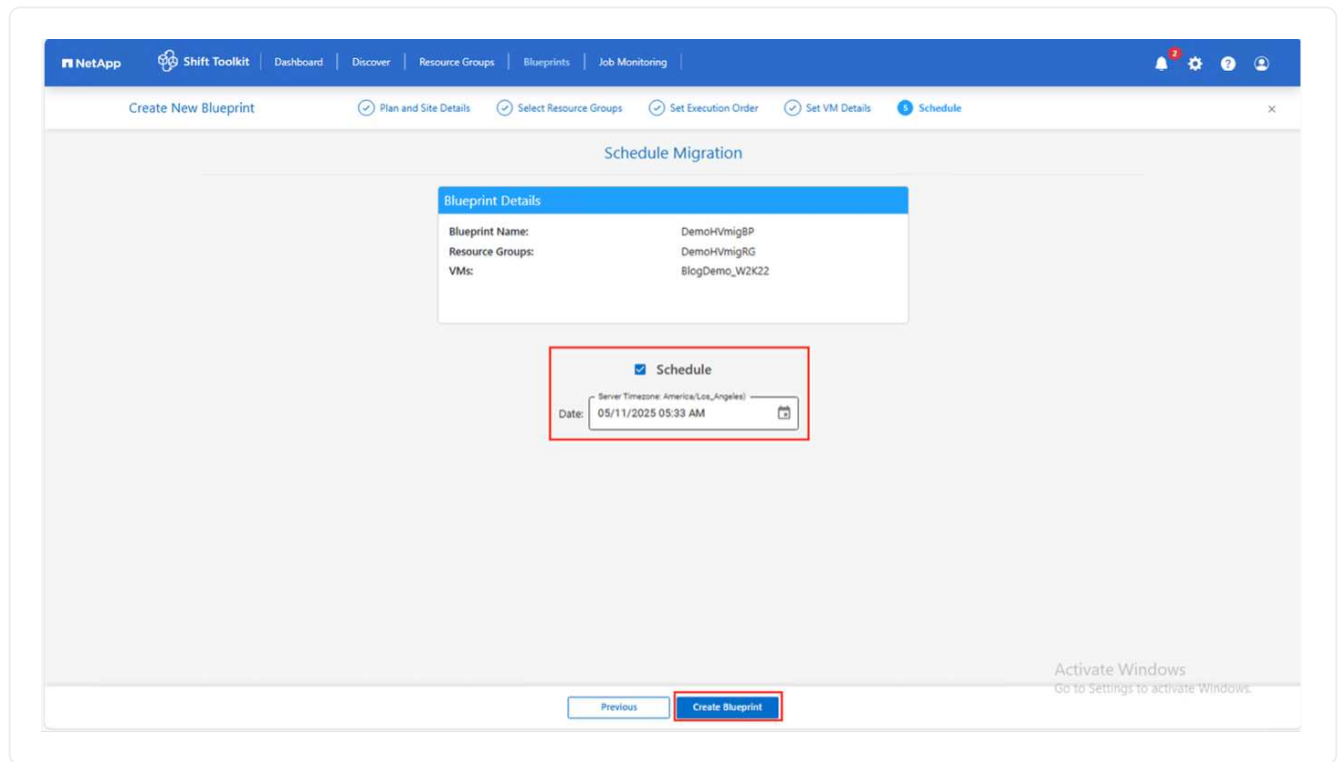 NetApp Shift Toolkit Dashboard Discover Resource Groups Blueprints Job Monitoring 2 ?
Create New Blueprint Plan and Site Details Select Resource Groups Set Execution Order Set VM Details 5 Schedule ×
Schedule Migration
Blueprint Details
Blueprint Name: DemoHVmigBP
Resource Groups: DemoHVmigRG
VMs: BlogDemo_W2K22
Schedule
Server Timezone: America/Los_Angeles)
Date: 05/11/2025 05:33 AM
Activate Windows
Go to Settings to activate Windows.
Previous Create Blueprint